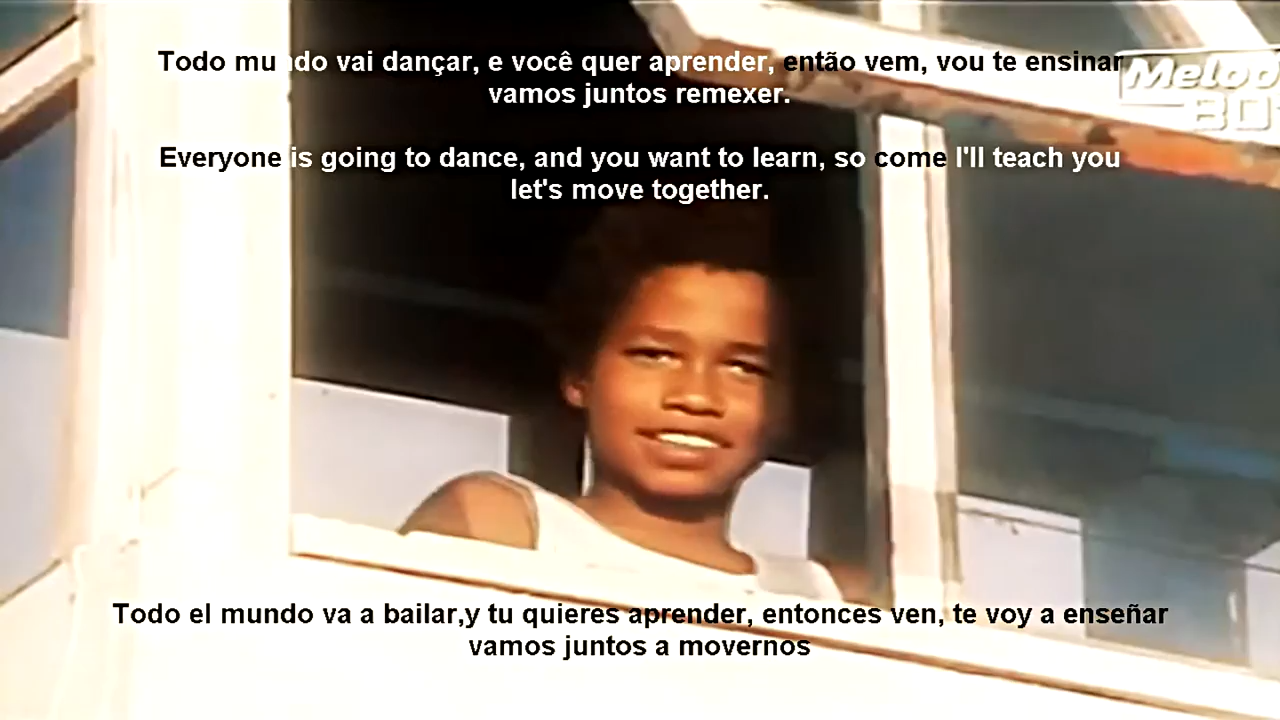 Todo mundo vai dançar, e você quer aprender, então vem, vou te ensinar
vamos juntos remexer.
Meloo
BO
Everyone is going to dance, and you want to learn, so come I'll teach you
let's move together.
Todo el mundo va a bailar,y tu quieres aprender, entonces ven, te voy a enseñar
vamos juntos a movernos